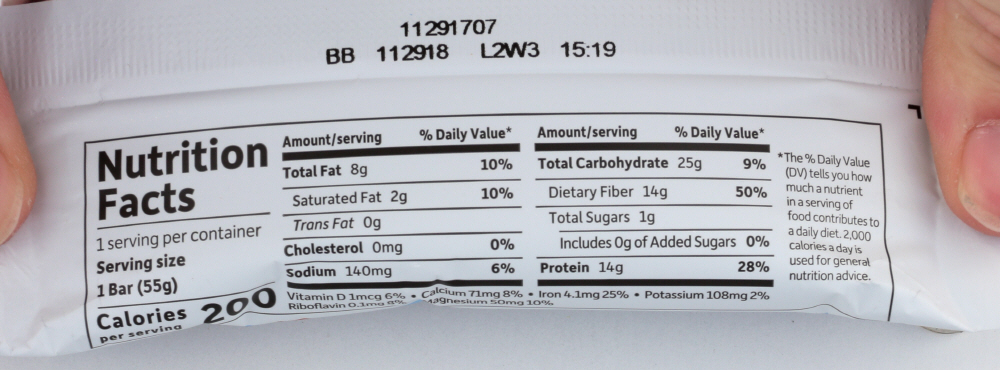 11291707
BB 112918 L2W3 15:19
Nutrition
Facts
1 serving per container
Serving size
1 Bar (55g)
Calories 200
per serving
Amount/serving % Daily Value*
Total Fat 8g 10%
Saturated Fat 2g 10%
Trans Fat 0g
Cholesterol 0mg 0%
Sodium 140mg 6%
Amount/serving % Daily Value*
Total Carbohydrate 25g 9%
Dietary Fiber 14g 50%
Total Sugars 1g
Includes 0g of Added Sugars 0%
Protein 14g 28%
Vitamin D 1mcg 6% • Calcium 71mg 8% • Iron 4.1mg 25% • Potassium 108mg 2%
Riboflavin 0.1mg 8% Magnesium 50mg 10%
*The % Daily Value
(DV) tells you how
much a nutrient
in a serving of
food contributes to
a daily diet. 2,000
calories a day is
used for general
nutrition advice.